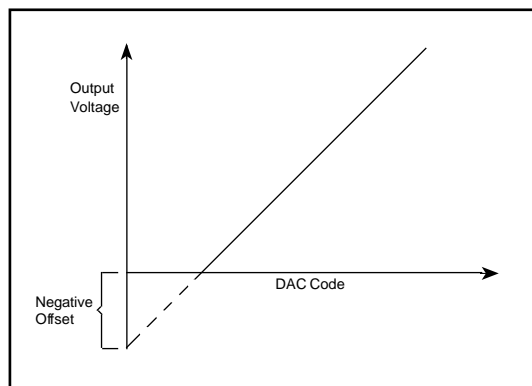 Output
Voltage
DAC Code
Negative
Offset